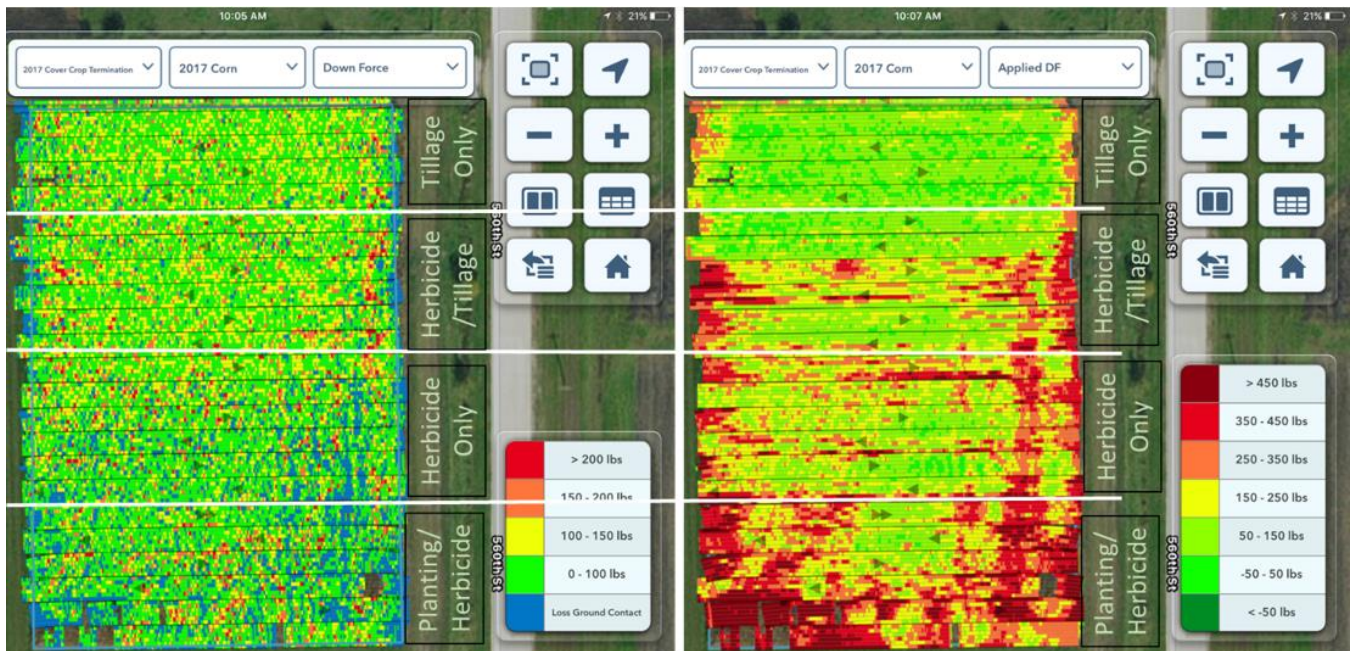 10:05 AM
21%
2017 Cover Crop Termination
2017 Corn
Down Force
Tillage
Only
Herbicide
/Tillage
Herbicide
Only
Planting/
Herbicide
560th St
560th St
> 200 lbs
150 - 200 lbs
100 - 150 lbs
0 - 100 lbs
Loss Ground Contact
10:07 AM
21%
2017 Cover Crop Termination
2017 Corn
Applied DF
Tillage
Only
Herbicide
/Tillage
Herbicide
Only
Planting/
Herbicide
560th St
560th St
> 450 lbs
350 - 450 lbs
250 - 350 lbs
150 - 250 lbs
50 - 150 lbs
-50 - 50 lbs
< -50 lbs